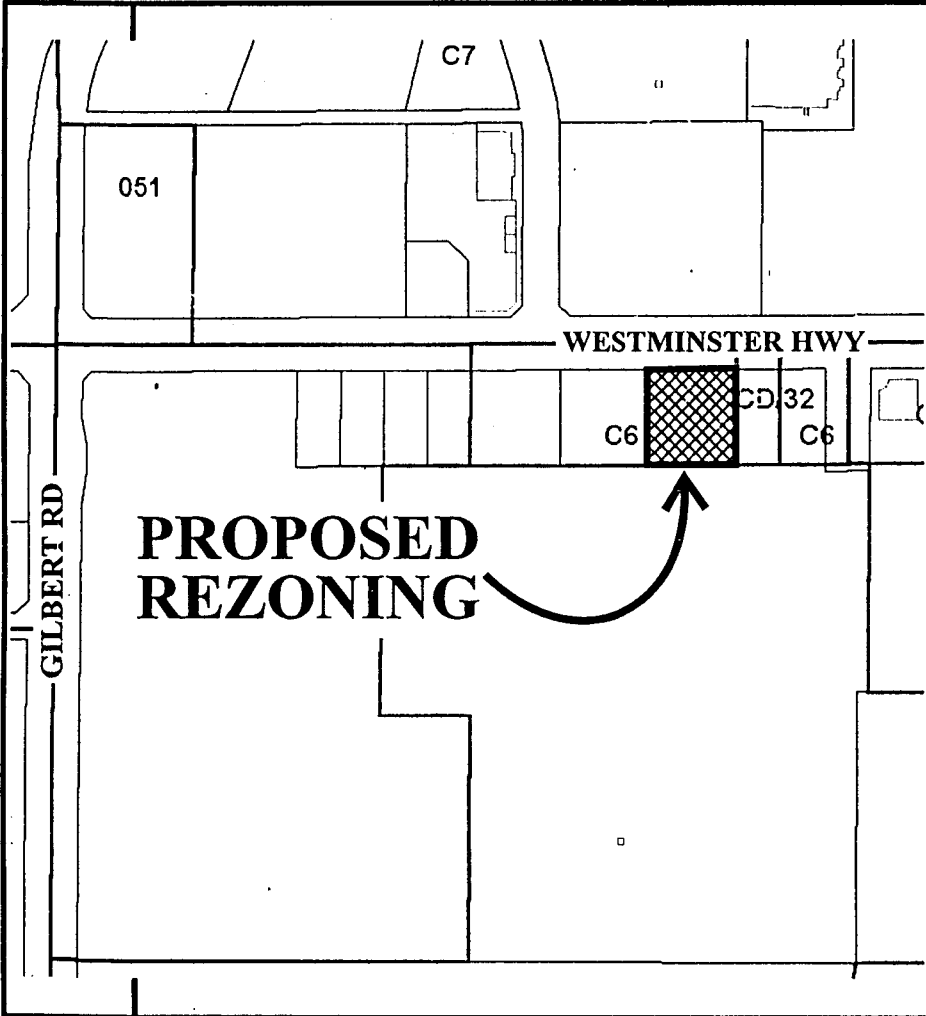 C7
051
WESTMINSTER HWY
CD/32
C6
C6
GILBERT RD
PROPOSED
REZONING